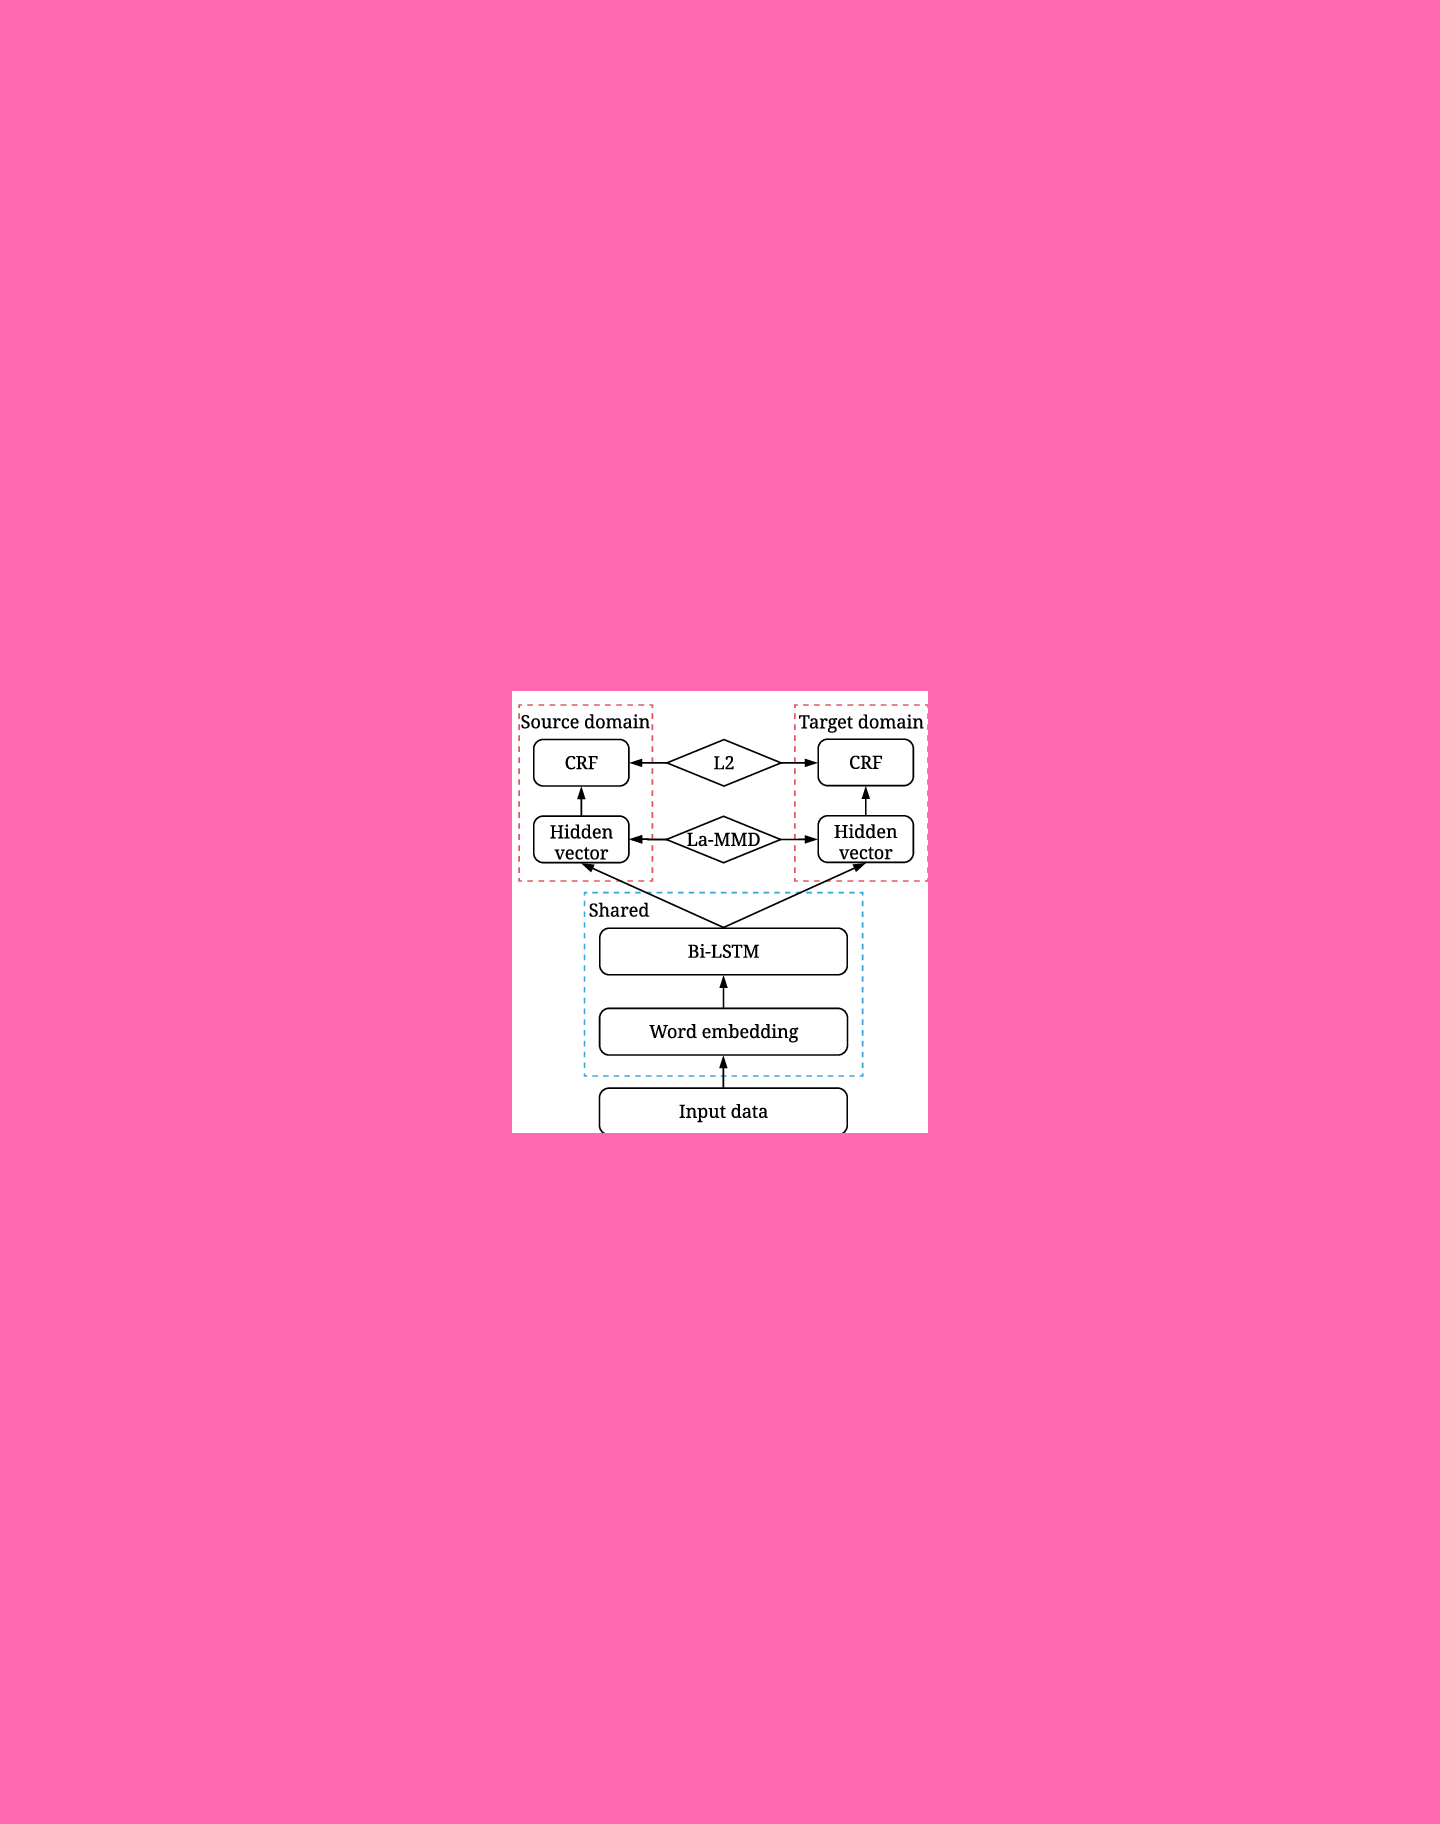 Source domain
Target domain
CRF
L2
CRF
Hidden
vector
La-MMD
Hidden
vector
Shared
Bi-LSTM
Word embedding
Input data